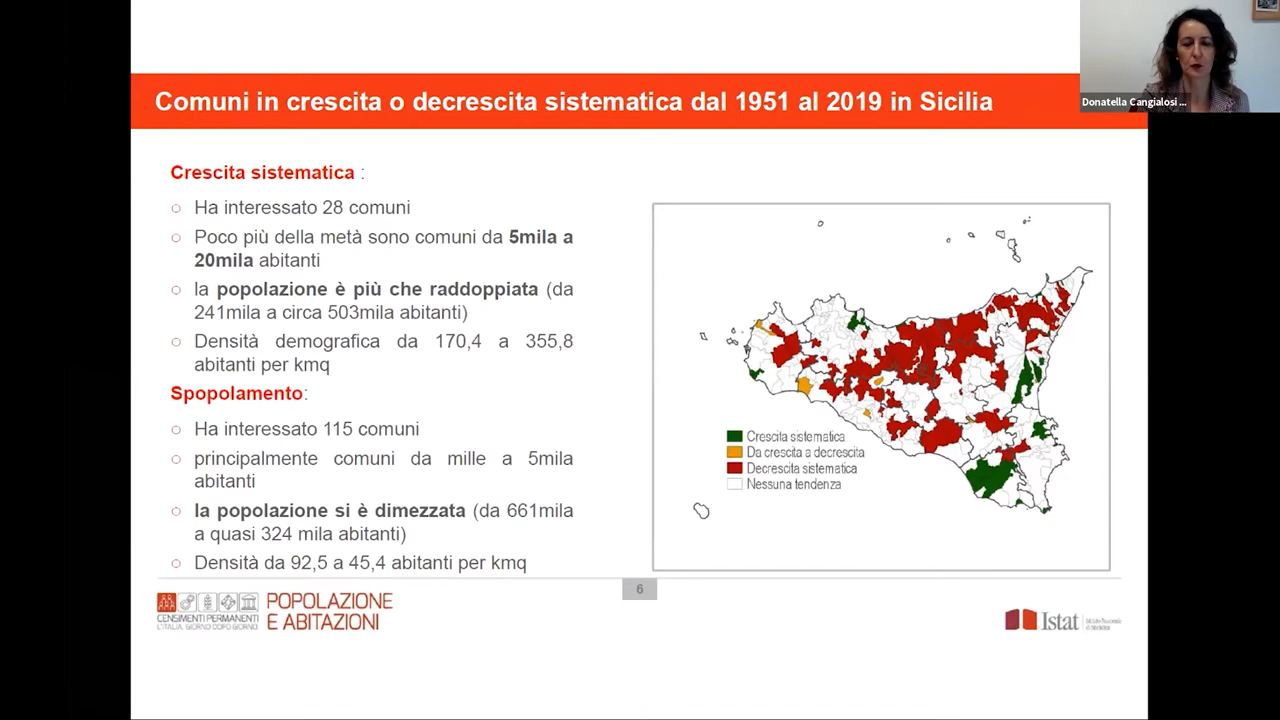 Comuni in crescita o decrescita sistematica dal 1951 al 2019 in Sicilia
Donatella Cangialosi ...
Crescita sistematica :
Ha interessato 28 comuni
Poco più della metà sono comuni da 5mila a
20mila abitanti
la popolazione è più che raddoppiata (da
241mila a circa 503mila abitanti)
Densità demografica da 170,4 a 355,8
abitanti per kmq
Spopolamento:
Ha interessato 115 comuni
principalmente comuni da mille a 5mila
abitanti
la popolazione si è dimezzata (da 661mila
a quasi 324 mila abitanti)
Densità da 92,5 a 45,4 abitanti per kmq
Crescita sistematica
Da crescita a decrescita
Decrescita sistematica
Nessuna tendenza
6
CENSIMENTI PERMANENTI
L'ITALIA, GIORNO DOPO GIORNO
POPOLAZIONE
E ABITAZIONI
Istat